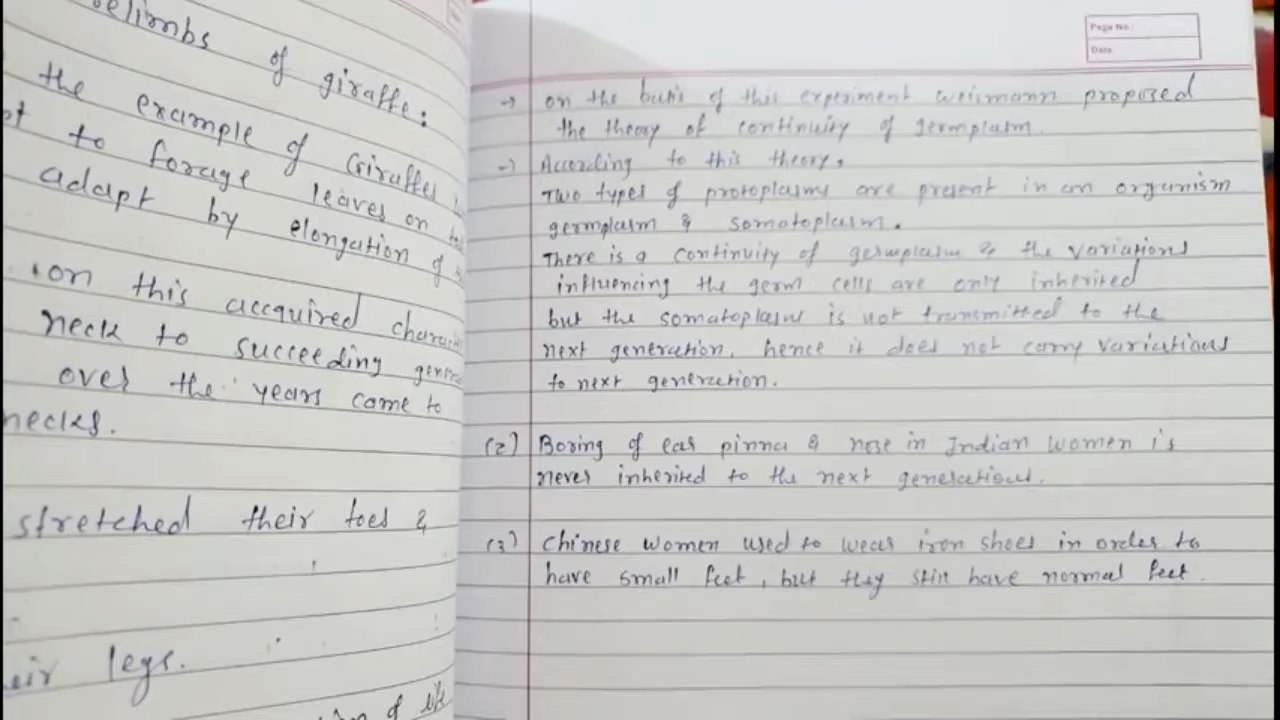 of giraffe:
the example of Giraffes
to forage leaves on
adapt by elongation of
on this accquired
neck to succeeding
over the years came to
necks.
stretched their toes &
legs.
of life
Page No.:
Date:
→ on the basis of this experiment weismann proposed
the theory of continuity of germplasm.
→ According to this theory,
Two types of protoplasms are present in an organism
germplasm & somatoplasm.
There is a continuity of germplasm & the variations
influencing the germ cells are only inherited
but the somatoplasm is not transmitted to the
next generation, hence it does not carry variations
to next generation.
(2) Boring of ear pinna & nose in Indian women is
never inherited to the next generations.
(3) Chinese women used to wear iron shoes in order to
have small feet, but they still have normal feet.